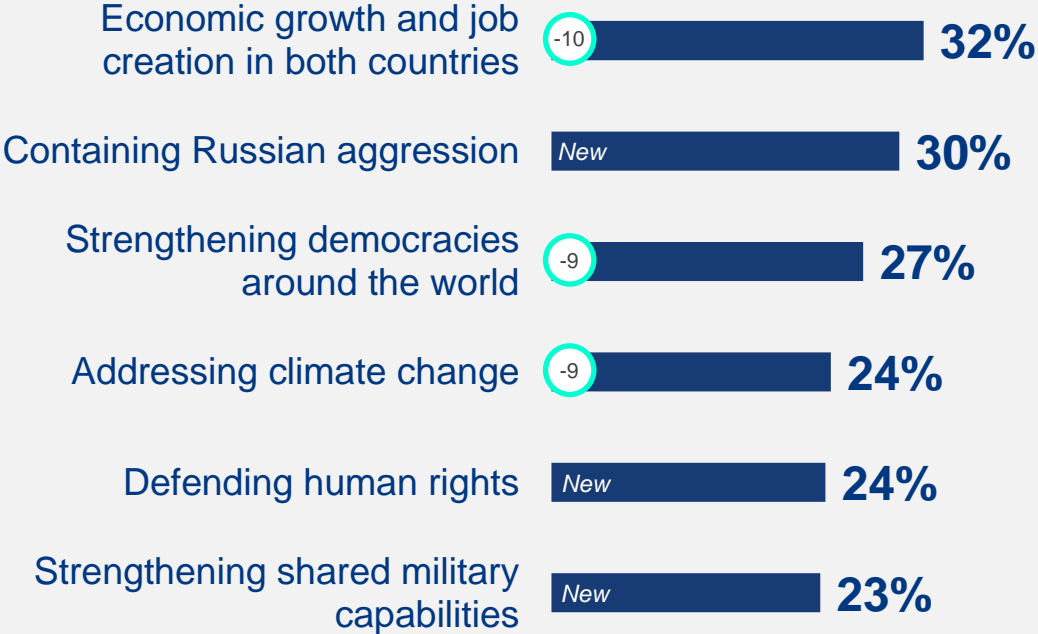 Economic growth and job
creation in both countries
-10
32%
Containing Russian aggression
New
30%
Strengthening democracies
around the world
-9
27%
Addressing climate change
-9
24%
Defending human rights
New
24%
Strengthening shared military
capabilities
New
23%